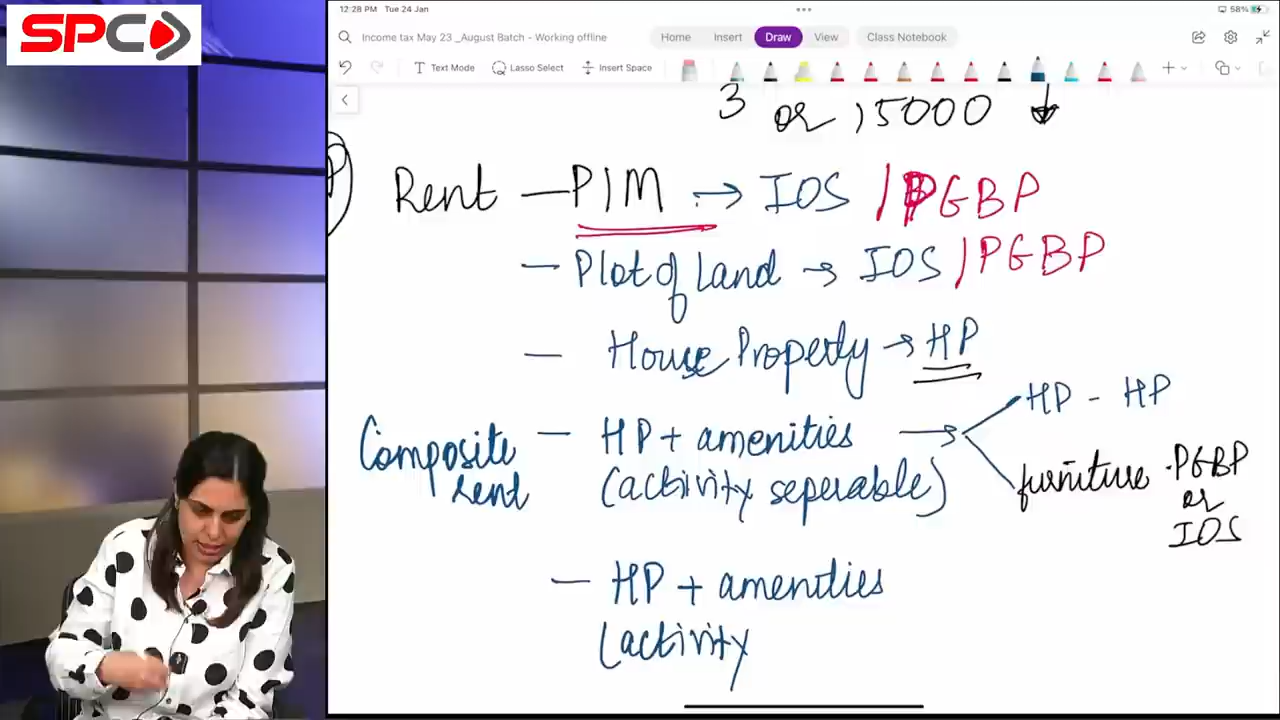 SPC
12:28 PM Tue 24 Jan
58%
Income tax May 23 _August Batch - Working offline
Home Insert Draw View Class Notebook
Text Mode Lasso Select Insert Space
3 or 15000 ↓
P) Rent — P/M → IOS / PGBP
— Plot of Land → IOS / PGBP
— House Property → HP
Composite rent — HP + amenities → HP - HP
(activity seperable) furniture - PGBP or IOS
— HP + amenities
(activity